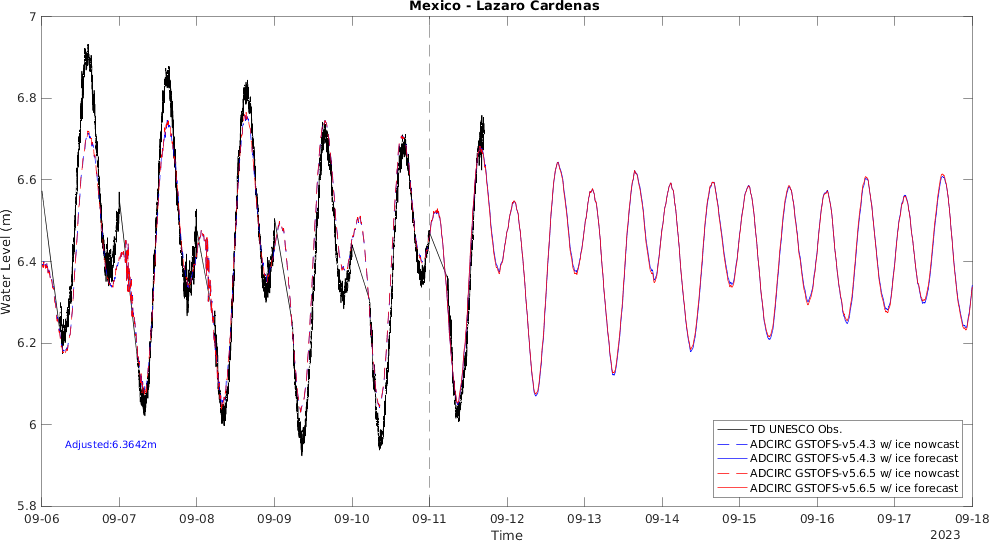 Mexico - Lazaro Cardenas
Water Level (m)
7
6.8
6.6
6.4
6.2
6
5.8
Adjusted:6.3642m
TD UNESCO Obs.
ADCIRC GSTOFS-v5.4.3 w/ ice nowcast
ADCIRC GSTOFS-v5.4.3 w/ ice forecast
ADCIRC GSTOFS-v5.6.5 w/ ice nowcast
ADCIRC GSTOFS-v5.6.5 w/ ice forecast
09-06 09-07 09-08 09-09 09-10 09-11 09-12 09-13 09-14 09-15 09-16 09-17 09-18
Time
2023